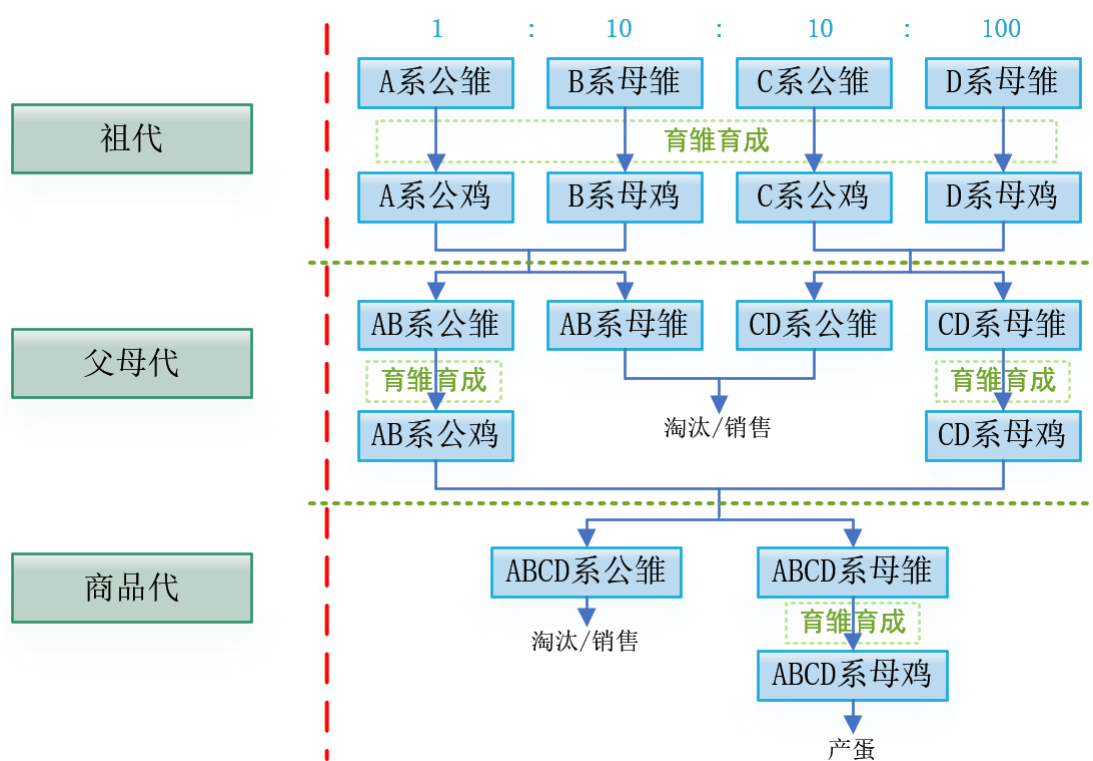 1 : 10 : 10 : 100
A系公雏 B系母雏 C系公雏 D系母雏
祖代
育雏育成
A系公鸡 B系母鸡 C系公鸡 D系母鸡
AB系公雏 AB系母雏 CD系公雏 CD系母雏
父母代
育雏育成 育雏育成
淘汰/销售
AB系公鸡 CD系母鸡
ABCD系公雏 ABCD系母雏
商品代
育雏育成
淘汰/销售
ABCD系母鸡
产蛋